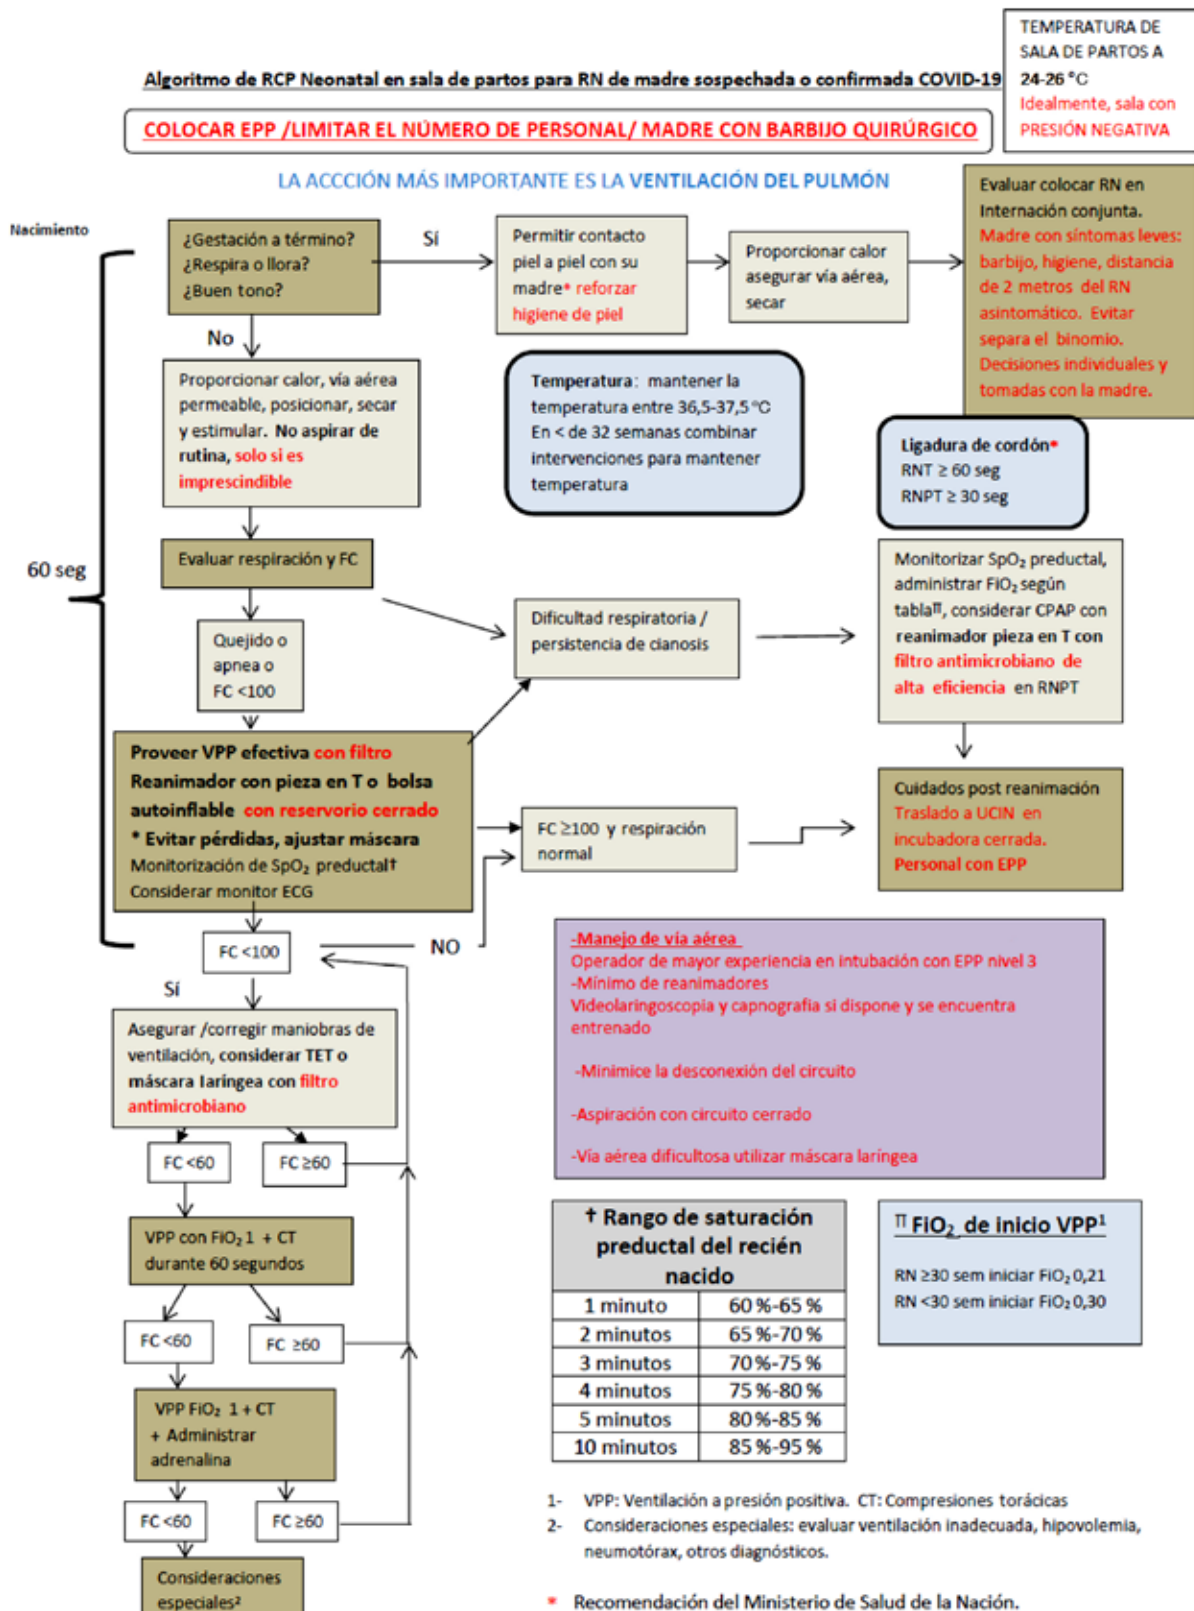 TEMPERATURA DE
SALA DE PARTOS A
24-26 °C
Idealmente, sala con
PRESIÓN NEGATIVA
Algoritmo de RCP Neonatal en sala de partos para RN de madre sospechada o confirmada COVID-19
COLOCAR EPP /LIMITAR EL NÚMERO DE PERSONAL/ MADRE CON BARBIJO QUIRÚRGICO
LA ACCCIÓN MÁS IMPORTANTE ES LA VENTILACIÓN DEL PULMÓN
Nacimiento
¿Gestación a término?
¿Respira o llora?
¿Buen tono?
Sí
Permitir contacto
piel a piel con su
madre* reforzar
higiene de piel
Proporcionar calor
asegurar vía aérea,
secar
Evaluar colocar RN en
Internación conjunta.
Madre con síntomas leves:
barbijo, higiene, distancia
de 2 metros del RN
asintomático. Evitar
separa el binomio.
Decisiones individuales y
tomadas con la madre.
No
Proporcionar calor, vía aérea
permeable, posicionar, secar
y estimular. No aspirar de
rutina, solo si es
imprescindible
Temperatura: mantener la
temperatura entre 36,5-37,5 °C
En < de 32 semanas combinar
intervenciones para mantener
temperatura
Ligadura de cordón*
RNT ≥ 60 seg
RNPT ≥ 30 seg
60 seg
Evaluar respiración y FC
Quejido o
apnea o
FC <100
Dificultad respiratoria /
persistencia de cianosis
Monitorizar SpO₂ preductal,
administrar FiO₂ según
tablaᴨ, considerar CPAP con
reanimador pieza en T con
filtro antimicrobiano de
alta eficiencia en RNPT
Proveer VPP efectiva con filtro
Reanimador con pieza en T o bolsa
autoinflable con reservorio cerrado
* Evitar pérdidas, ajustar máscara
Monitorización de SpO₂ preductal†
Considerar monitor ECG
FC ≥100 y respiración
normal
Cuidados post reanimación
Traslado a UCIN en
incubadora cerrada.
Personal con EPP
FC <100
NO
Sí
-Manejo de vía aérea
Operador de mayor experiencia en intubación con EPP nivel 3
-Mínimo de reanimadores
Videolaringoscopia y capnografia si dispone y se encuentra
entrenado
-Minimice la desconexión del circuito
-Aspiración con circuito cerrado
-Vía aérea dificultosa utilizar máscara laríngea
Asegurar /corregir maniobras de
ventilación, considerar TET o
máscara laríngea con filtro
antimicrobiano
FC <60
FC ≥60
VPP con FiO₂ 1 + CT
durante 60 segundos
FC <60
FC ≥60
VPP FiO₂ 1 + CT
+ Administrar
adrenalina
FC <60
FC ≥60
Consideraciones
especiales²
† Rango de saturación
preductal del recién
nacido
1 minuto 60 %-65 %
2 minutos 65 %-70 %
3 minutos 70 %-75 %
4 minutos 75 %-80 %
5 minutos 80 %-85 %
10 minutos 85 %-95 %
ᴨ FiO₂ de inicio VPP¹
RN ≥30 sem iniciar FiO₂ 0,21
RN <30 sem iniciar FiO₂ 0,30
1- VPP: Ventilación a presión positiva. CT: Compresiones torácicas
2- Consideraciones especiales: evaluar ventilación inadecuada, hipovolemia,
neumotórax, otros diagnósticos.
* Recomendación del Ministerio de Salud de la Nación.